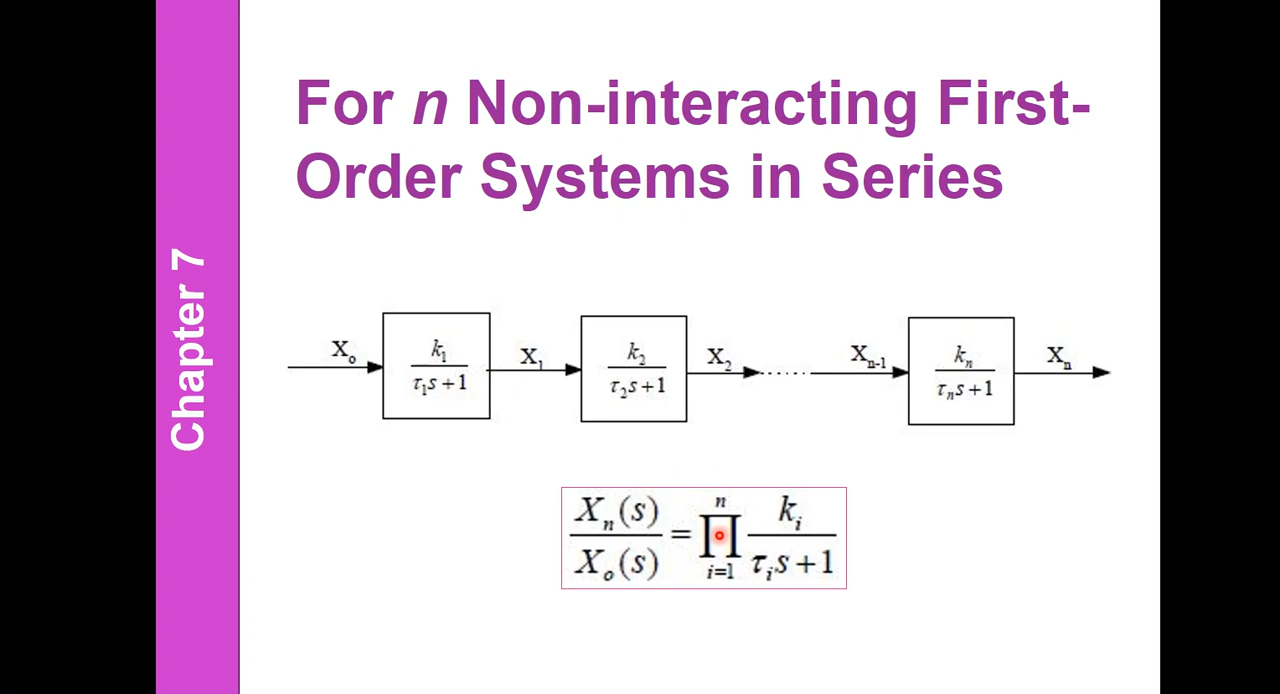 For n Non-interacting First-
Order Systems in Series
Chapter 7
Xo
k1
τ1s+1
X1
k2
τ2s+1
X2
......
Xn-1
kn
τns+1
Xn
Xn(s)
Xo(s)
=
n
∏
i=1
ki
τis+1